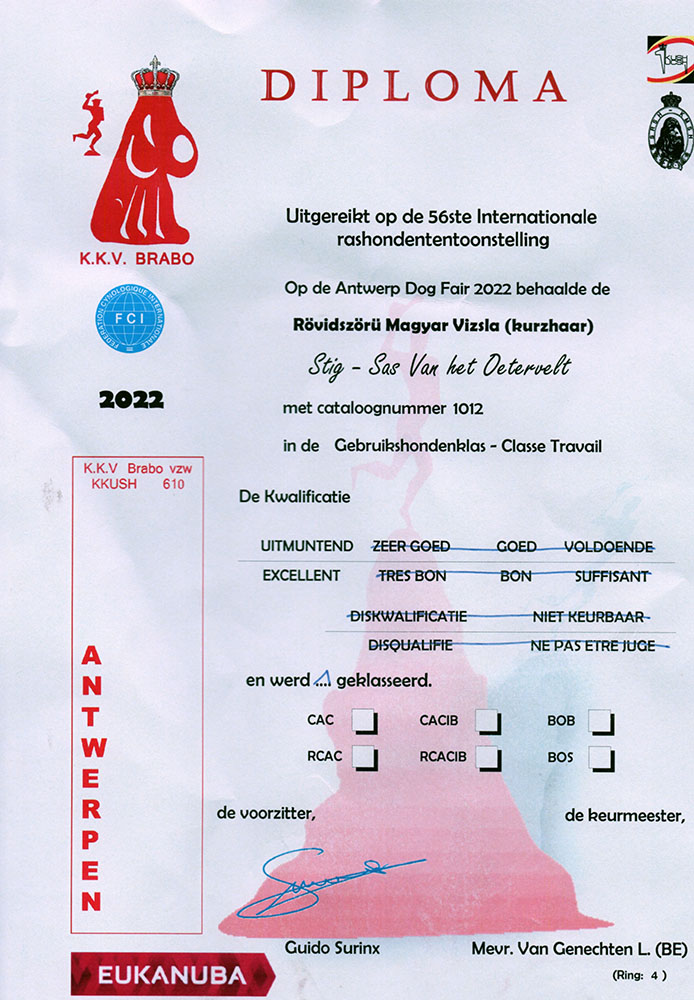 DIPLOMA
K.K.V. BRABO
FEDERATION CYNOLOGIQUE INTERNATIONALE
FCI
2022
Uitgereikt op de 56ste Internationale
rashondententoonstelling
Op de Antwerp Dog Fair 2022 behaalde de
Rövidszörü Magyar Vizsla (kurzhaar)
Stig - Sas Van het Oetervelt
met cataloognummer 1012
in de Gebruikshondenklas - Classe Travail
K.K.V Brabo vzw
KKUSH 610
ANTWERPEN
De Kwalificatie
UITMUNTEND ZEER GOED GOED VOLDOENDE
EXCELLENT TRES BON BON SUFFISANT
DISKWALIFICATIE NIET KEURBAAR
DISQUALIFIE NE PAS ETRE JUGE
en werd .1.. geklasseerd.
CAC CACIB BOB
RCAC RCACIB BOS
de voorzitter, de keurmeester,
Guido Surinx Mevr. Van Genechten L. (BE)
(Ring: 4 )
EUKANUBA